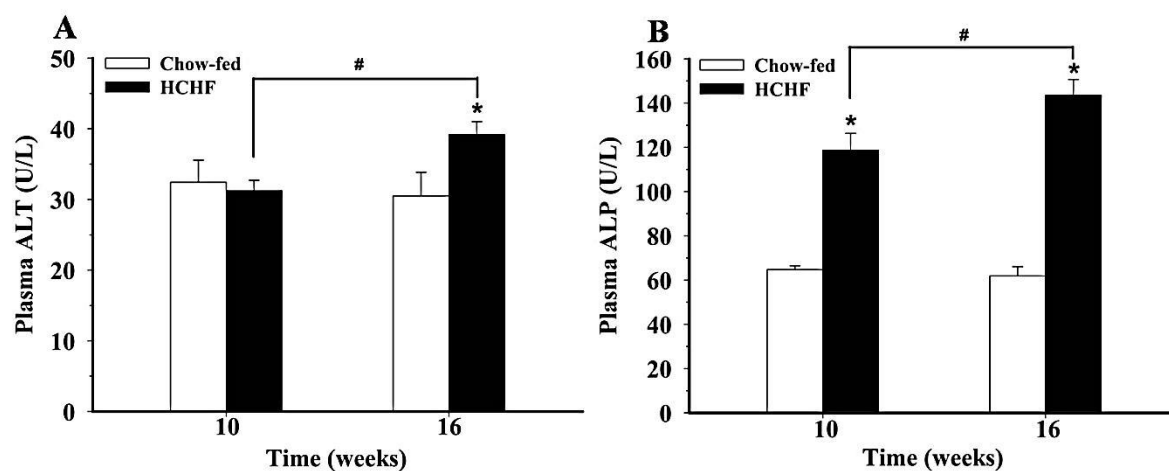 A
50
40
30
20
10
0
Plasma ALT (U/L)
Chow-fed
HCHF
#
*
10
16
Time (weeks)
B
160
140
120
100
80
60
40
20
0
Plasma ALP (U/L)
Chow-fed
HCHF
#
*
*
10
16
Time (weeks)